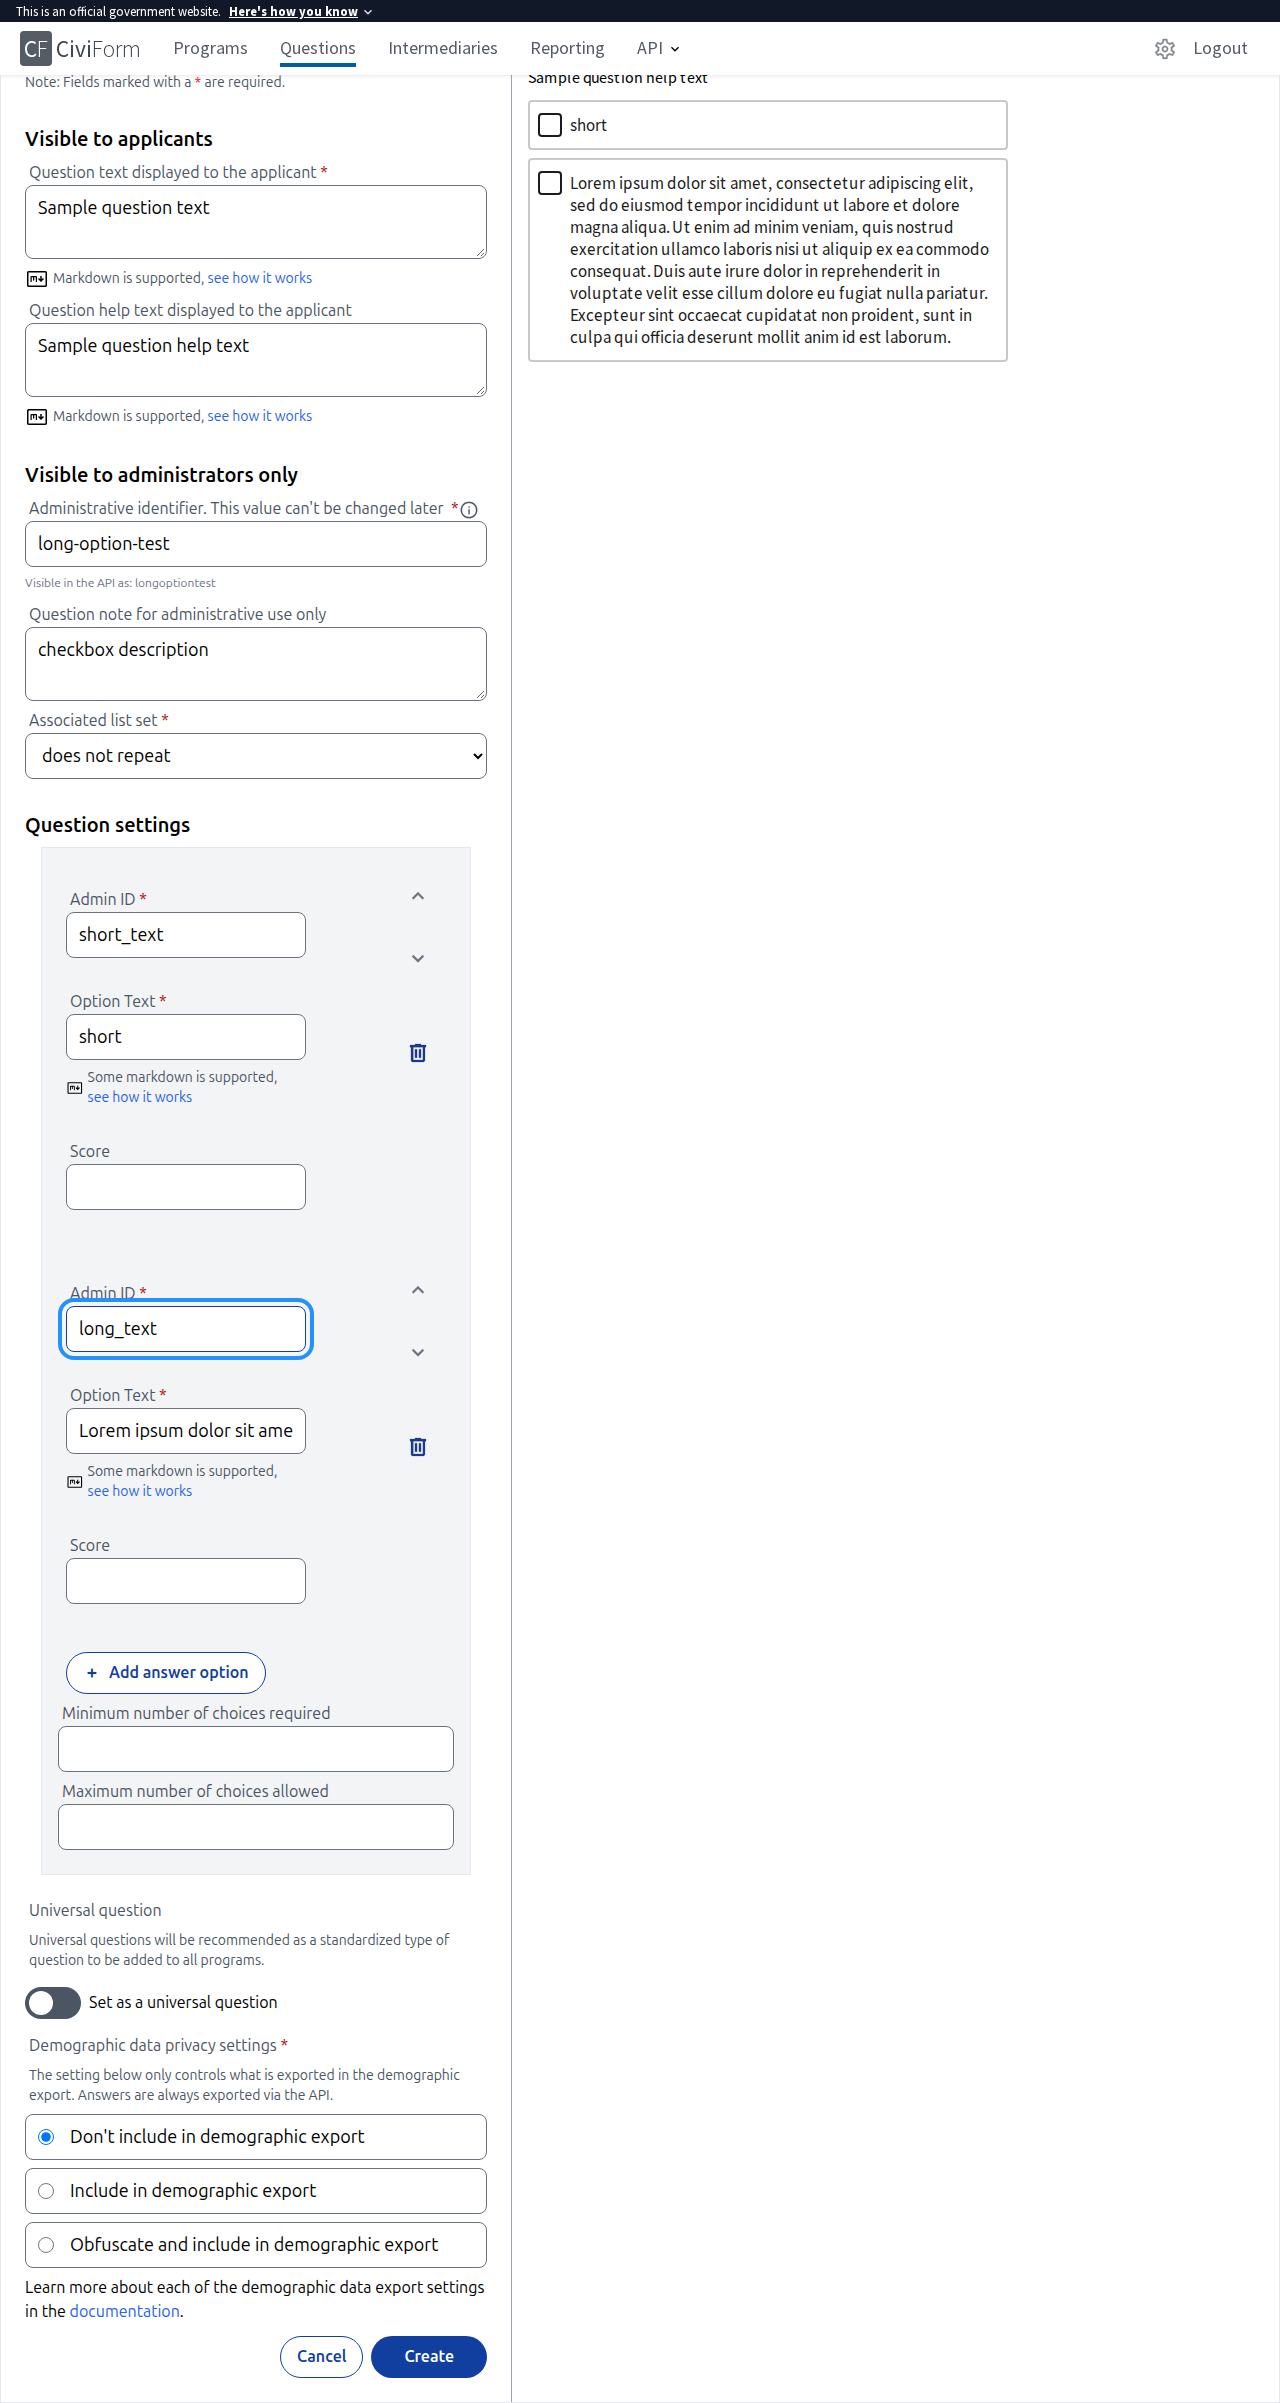 This is an official government website. Here's how you know
CF CiviForm Programs Questions Intermediaries Reporting API Logout
Note: Fields marked with a * are required.
Visible to applicants
Question text displayed to the applicant *
Sample question text
Markdown is supported, see how it works
Question help text displayed to the applicant
Sample question help text
Markdown is supported, see how it works
Visible to administrators only
Administrative identifier. This value can't be changed later *
long-option-test
Visible in the API as: longoptiontest
Question note for administrative use only
checkbox description
Associated list set *
does not repeat
Question settings
Admin ID *
short_text
Option Text *
short
Some markdown is supported,
see how it works
Score
Admin ID *
long_text
Option Text *
Lorem ipsum dolor sit ame
Some markdown is supported,
see how it works
Score
+ Add answer option
Minimum number of choices required
Maximum number of choices allowed
Universal question
Universal questions will be recommended as a standardized type of
question to be added to all programs.
Set as a universal question
Demographic data privacy settings *
The setting below only controls what is exported in the demographic
export. Answers are always exported via the API.
Don't include in demographic export
Include in demographic export
Obfuscate and include in demographic export
Learn more about each of the demographic data export settings
in the documentation.
Cancel Create
Sample question help text
short
Lorem ipsum dolor sit amet, consectetur adipiscing elit,
sed do eiusmod tempor incididunt ut labore et dolore
magna aliqua. Ut enim ad minim veniam, quis nostrud
exercitation ullamco laboris nisi ut aliquip ex ea commodo
consequat. Duis aute irure dolor in reprehenderit in
voluptate velit esse cillum dolore eu fugiat nulla pariatur.
Excepteur sint occaecat cupidatat non proident, sunt in
culpa qui officia deserunt mollit anim id est laborum.